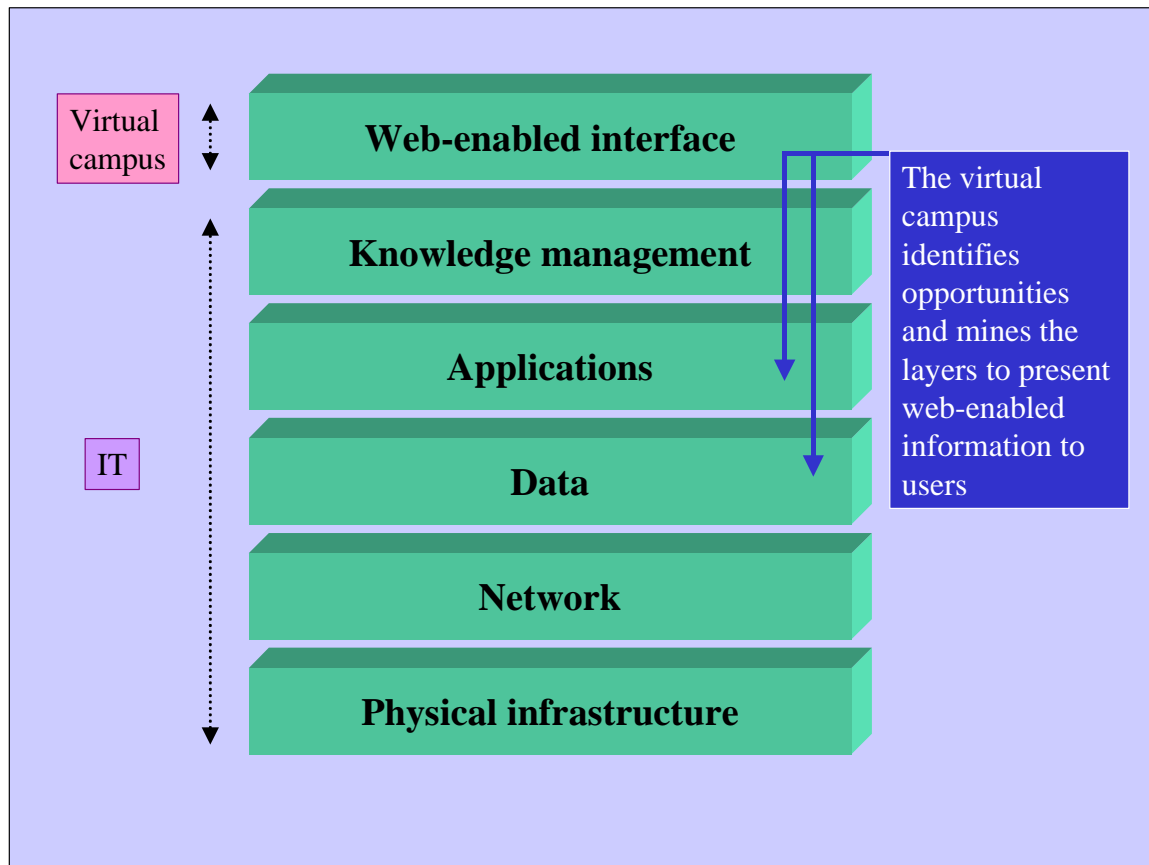 Virtual
campus
Web-enabled interface
Knowledge management
Applications
IT
Data
Network
Physical infrastructure
The virtual
campus
identifies
opportunities
and mines the
layers to present
web-enabled
information to
users